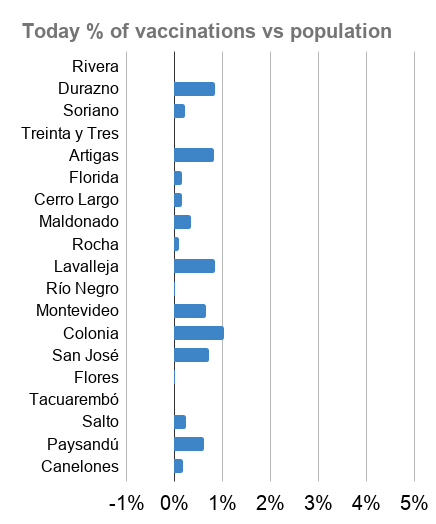 Today % of vaccinations vs population
Rivera
Durazno
Soriano
Treinta y Tres
Artigas
Florida
Cerro Largo
Maldonado
Rocha
Lavalleja
Río Negro
Montevideo
Colonia
San José
Flores
Tacuarembó
Salto
Paysandú
Canelones
-1% 0% 1% 2% 3% 4% 5%